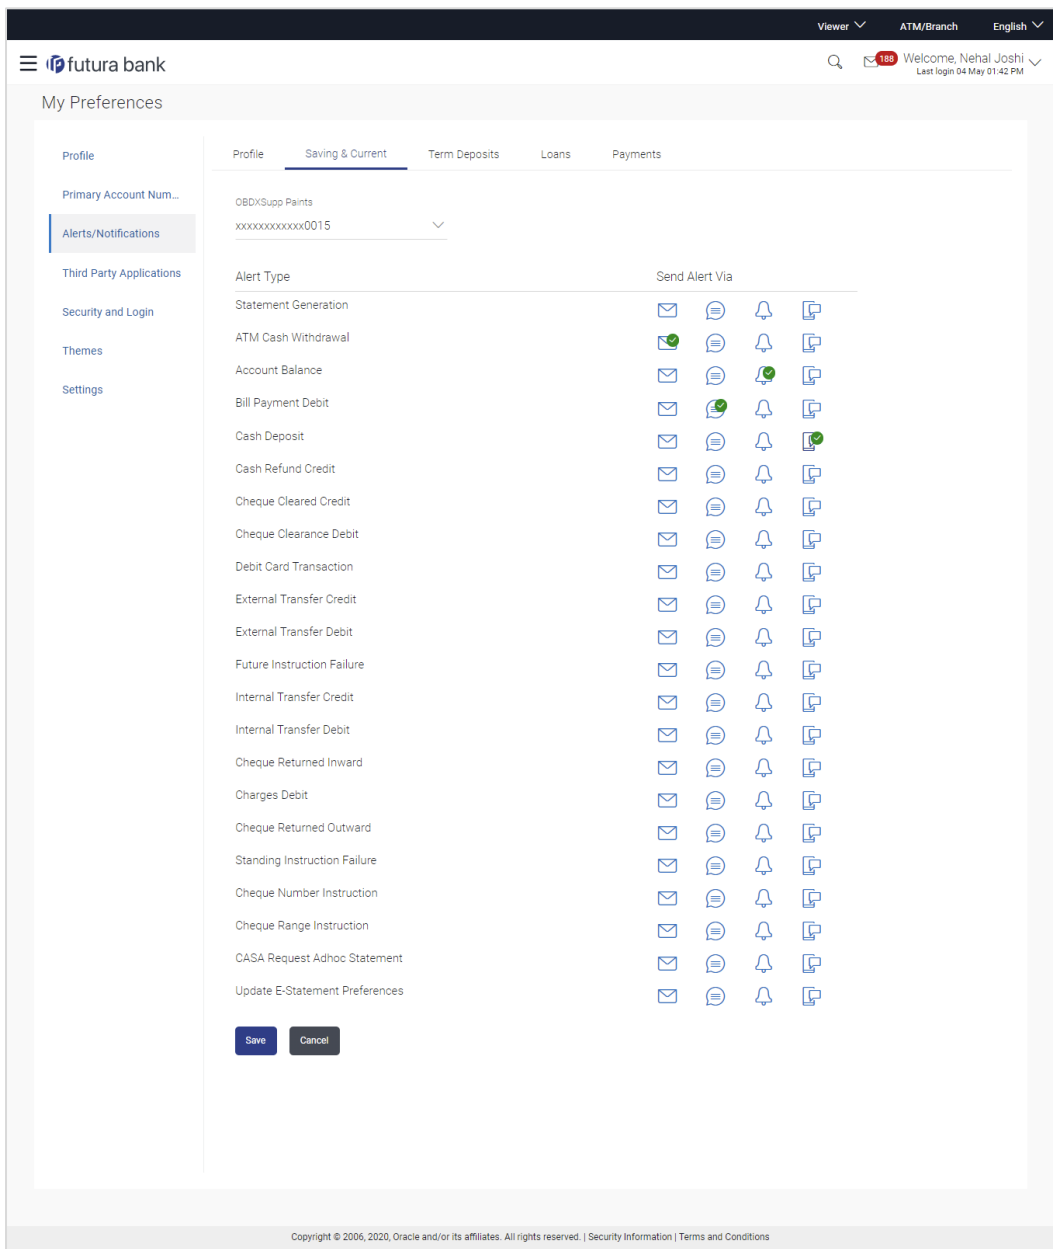 Viewer ATM/Branch English
futura bank 188 Welcome, Nehal Joshi
Last login 04 May 01:42 PM
My Preferences
Profile
Primary Account Num...
Alerts/Notifications
Third Party Applications
Security and Login
Themes
Settings
Profile Saving & Current Term Deposits Loans Payments
OBDXSupp Paints
xxxxxxxxxxxx0015
Alert Type Send Alert Via
Statement Generation
ATM Cash Withdrawal
Account Balance
Bill Payment Debit
Cash Deposit
Cash Refund Credit
Cheque Cleared Credit
Cheque Clearance Debit
Debit Card Transaction
External Transfer Credit
External Transfer Debit
Future Instruction Failure
Internal Transfer Credit
Internal Transfer Debit
Cheque Returned Inward
Charges Debit
Cheque Returned Outward
Standing Instruction Failure
Cheque Number Instruction
Cheque Range Instruction
CASA Request Adhoc Statement
Update E-Statement Preferences
Save Cancel
Copyright © 2006, 2020, Oracle and/or its affiliates. All rights reserved. | Security Information | Terms and Conditions